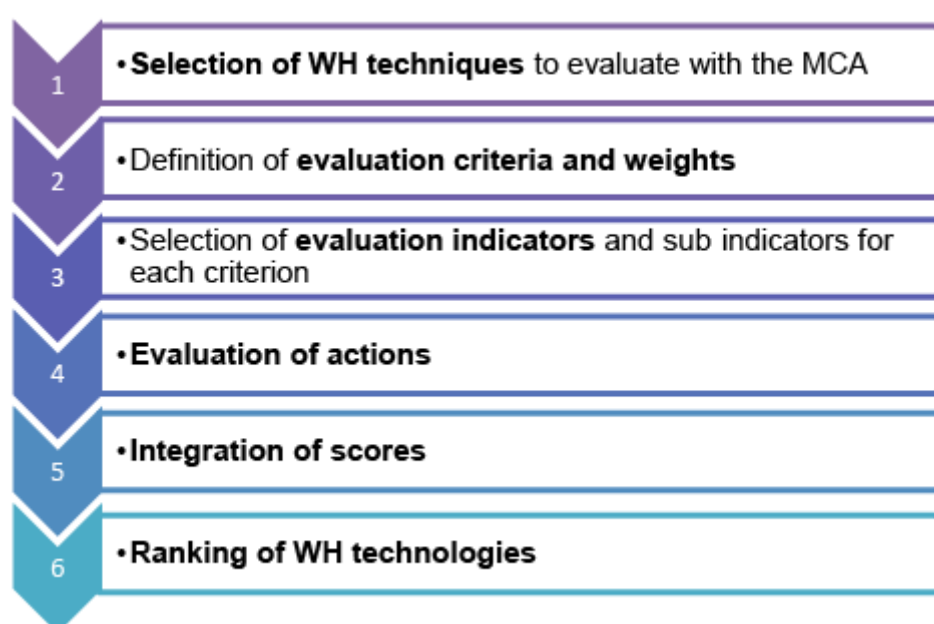 1
•Selection of WH techniques to evaluate with the MCA
2
•Definition of evaluation criteria and weights
3
•Selection of evaluation indicators and sub indicators for
each criterion
4
•Evaluation of actions
5
•Integration of scores
6
•Ranking of WH technologies